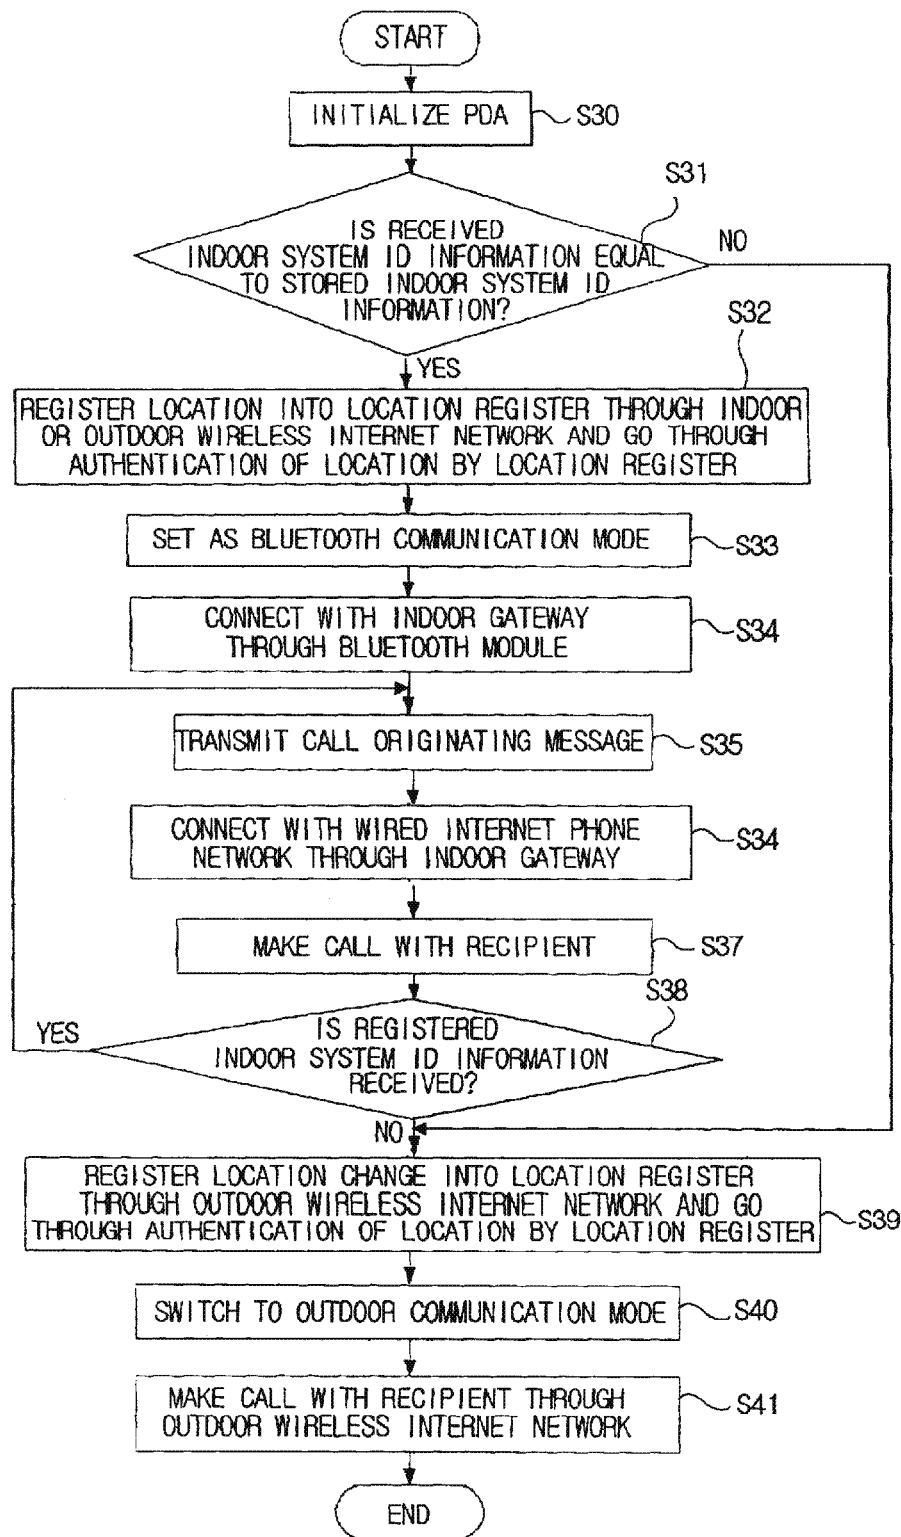 START
INITIALIZE PDA
S30
S31
IS RECEIVED
INDOOR SYSTEM ID INFORMATION EQUAL
TO STORED INDOOR SYSTEM ID
INFORMATION?
NO
S32
YES
REGISTER LOCATION INTO LOCATION REGISTER THROUGH INDOOR
OR OUTDOOR WIRELESS INTERNET NETWORK AND GO THROUGH
AUTHENTICATION OF LOCATION BY LOCATION REGISTER
SET AS BLUETOOTH COMMUNICATION MODE
S33
CONNECT WITH INDOOR GATEWAY
THROUGH BLUETOOTH MODULE
S34
TRANSMIT CALL ORIGINATING MESSAGE
S35
CONNECT WITH WIRED INTERNET PHONE
NETWORK THROUGH INDOOR GATEWAY
S34
MAKE CALL WITH RECIPIENT
S37
S38
YES
IS REGISTERED
INDOOR SYSTEM ID INFORMATION
RECEIVED?
NO
REGISTER LOCATION CHANGE INTO LOCATION REGISTER
THROUGH OUTDOOR WIRELESS INTERNET NETWORK AND GO
THROUGH AUTHENTICATION OF LOCATION BY LOCATION REGISTER
S39
SWITCH TO OUTDOOR COMMUNICATION MODE
S40
MAKE CALL WITH RECIPIENT THROUGH
OUTDOOR WIRELESS INTERNET NETWORK
S41
END